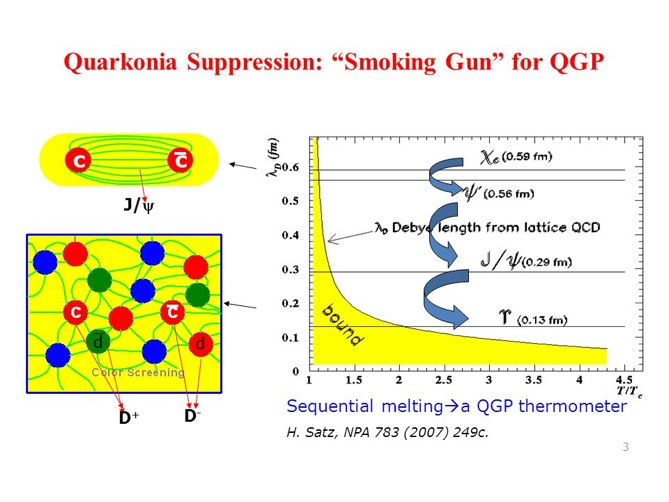 Quarkonia Suppression: “Smoking Gun” for QGP
c
c̅
J/ψ
c
c̅
d
d
Color Screening
D⁺
D⁻
λD (fm)
0.6
0.5
0.4
0.3
0.2
0.1
0
1
1.5
2
2.5
3
3.5
4
4.5
T/Tc
χc (0.59 fm)
ψ' (0.56 fm)
λD Debye length from lattice QCD
J/ψ (0.29 fm)
ϒ (0.13 fm)
bound
Sequential melting→a QGP thermometer
H. Satz, NPA 783 (2007) 249c.
3